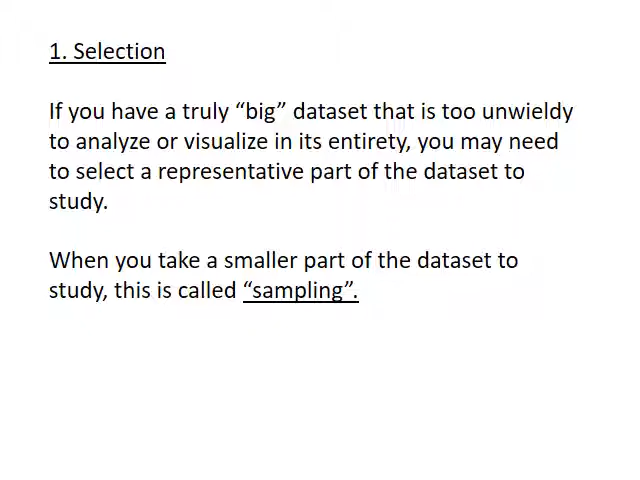 1. Selection
If you have a truly “big” dataset that is too unwieldy
to analyze or visualize in its entirety, you may need
to select a representative part of the dataset to
study.
When you take a smaller part of the dataset to
study, this is called “sampling”.